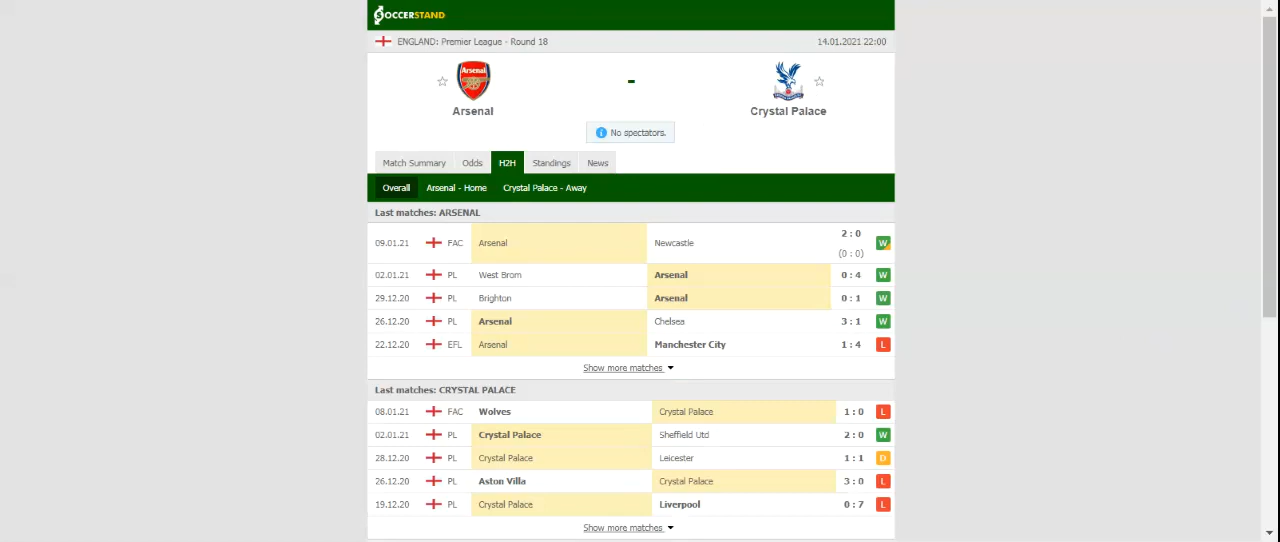 SOCCERSTAND
ENGLAND: Premier League - Round 18 14.01.2021 22:00
Arsenal
-
Arsenal Crystal Palace
No spectators.
Match Summary Odds H2H Standings News
Overall Arsenal - Home Crystal Palace - Away
Last matches: ARSENAL
09.01.21 FAC Arsenal Newcastle 2 : 0 (0 : 0) W
02.01.21 PL West Brom Arsenal 0 : 4 W
29.12.20 PL Brighton Arsenal 0 : 1 W
26.12.20 PL Arsenal Chelsea 3 : 1 W
22.12.20 EFL Arsenal Manchester City 1 : 4 L
Show more matches
Last matches: CRYSTAL PALACE
08.01.21 FAC Wolves Crystal Palace 1 : 0 L
02.01.21 PL Crystal Palace Sheffield Utd 2 : 0 W
28.12.20 PL Crystal Palace Leicester 1 : 1 D
26.12.20 PL Aston Villa Crystal Palace 3 : 0 L
19.12.20 PL Crystal Palace Liverpool 0 : 7 L
Show more matches